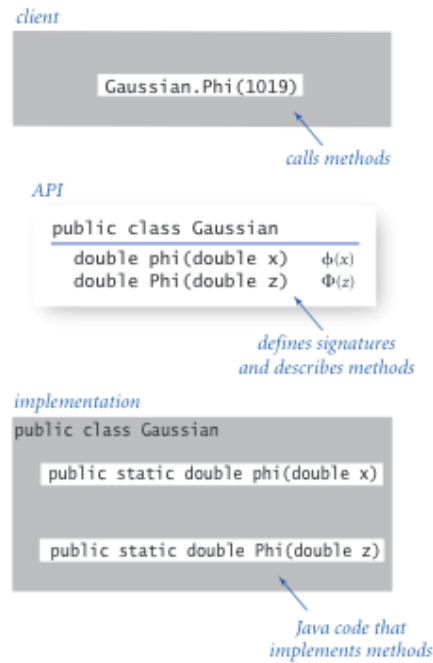 client
Gaussian.Phi(1019)
calls methods
API
public class Gaussian
double phi(double x) ϕ(x)
double Phi(double z) Φ(z)
defines signatures
and describes methods
implementation
public class Gaussian
public static double phi(double x)
public static double Phi(double z)
Java code that
implements methods